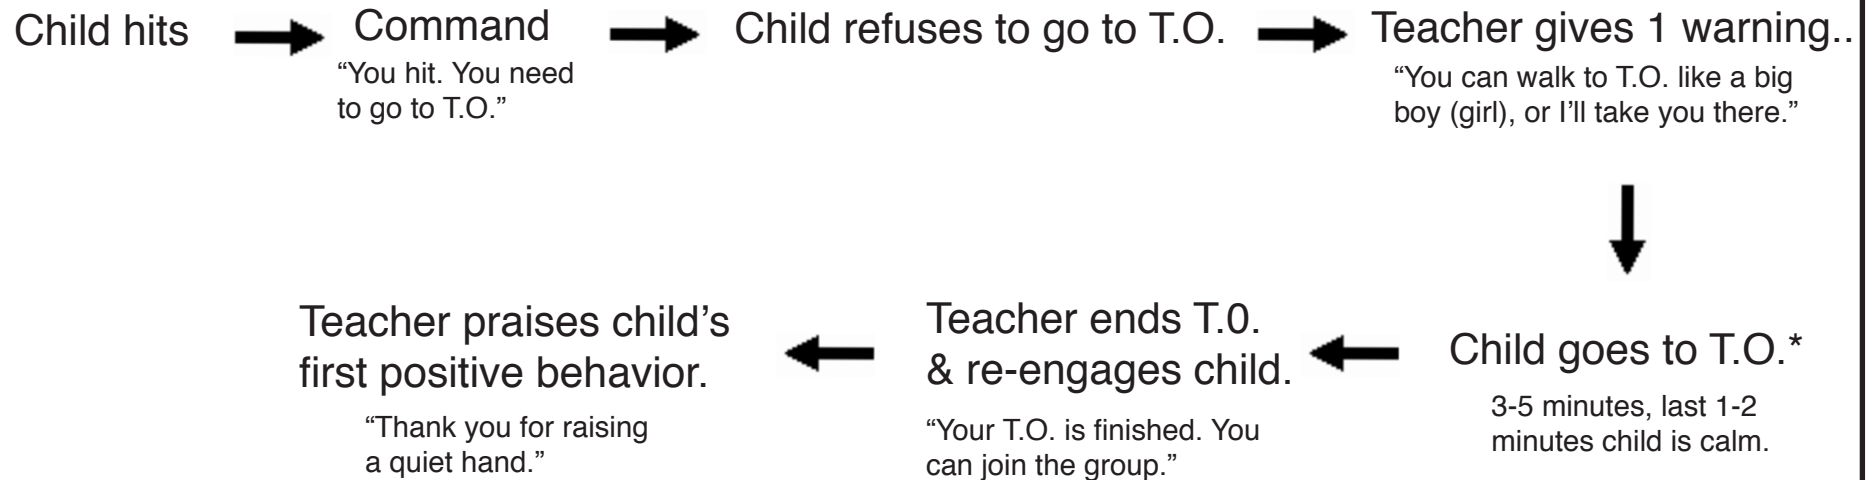 Child hits
Command
“You hit. You need
to go to T.O.”
Child refuses to go to T.O.
Teacher gives 1 warning..
“You can walk to T.O. like a big
boy (girl), or I’ll take you there.”
Child goes to T.O.*
3-5 minutes, last 1-2
minutes child is calm.
Teacher ends T.0.
& re-engages child.
“Your T.O. is finished. You
can join the group.”
Teacher praises child’s
first positive behavior.
“Thank you for raising
a quiet hand.”